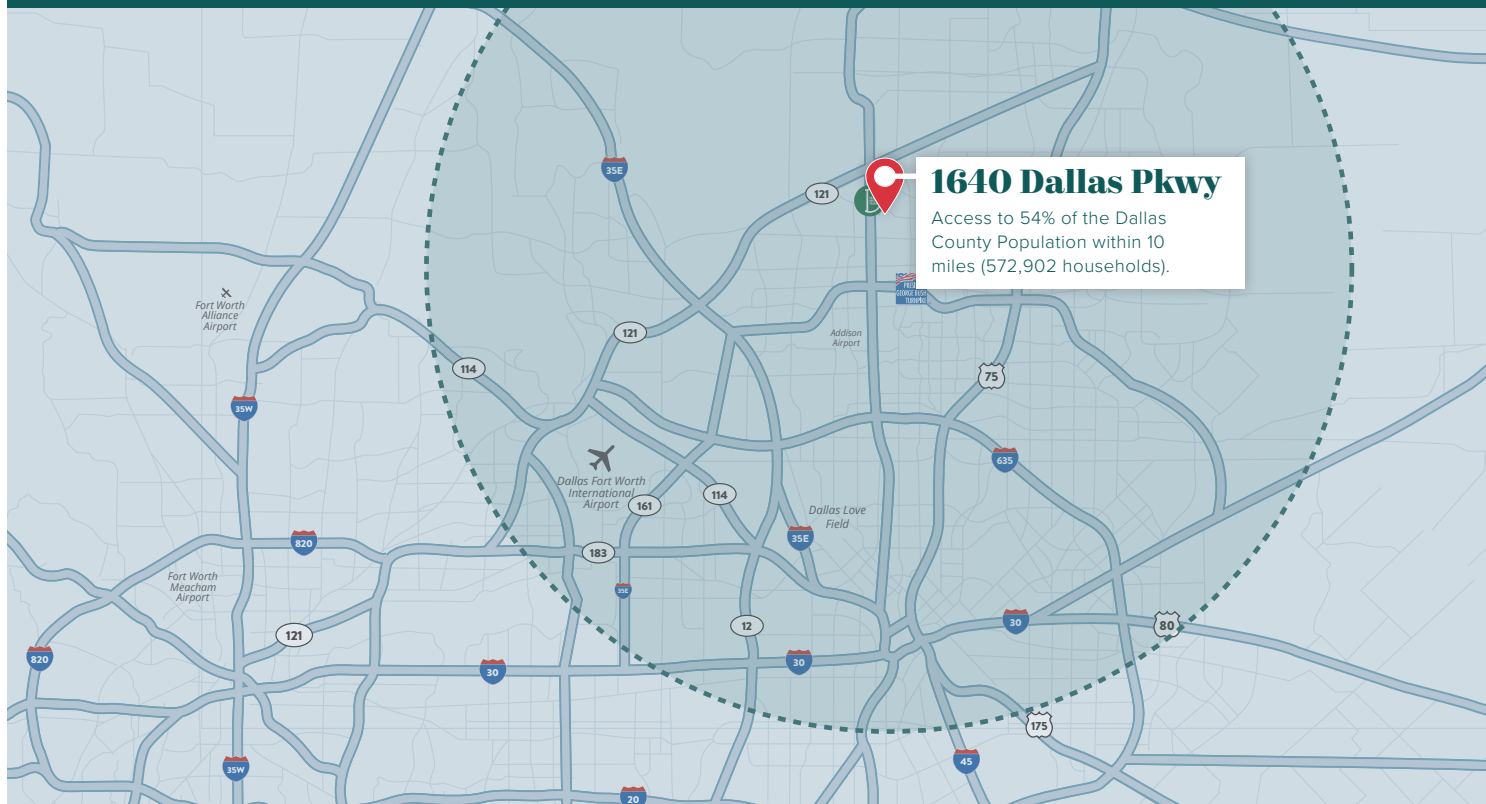 35E
121
1640 Dallas Pkwy
Access to 54% of the Dallas
County Population within 10
miles (572,902 households).
GEORGE BUSH
TURNPIKE
Fort Worth
Alliance
Airport
121
Addison
Airport
114
75
35W
635
Dallas Fort Worth
International
Airport
161
114
Dallas Love
Field
35E
820
183
Fort Worth
Meacham
Airport
35E
121
12
30
80
820
30
30
175
35W
45
20